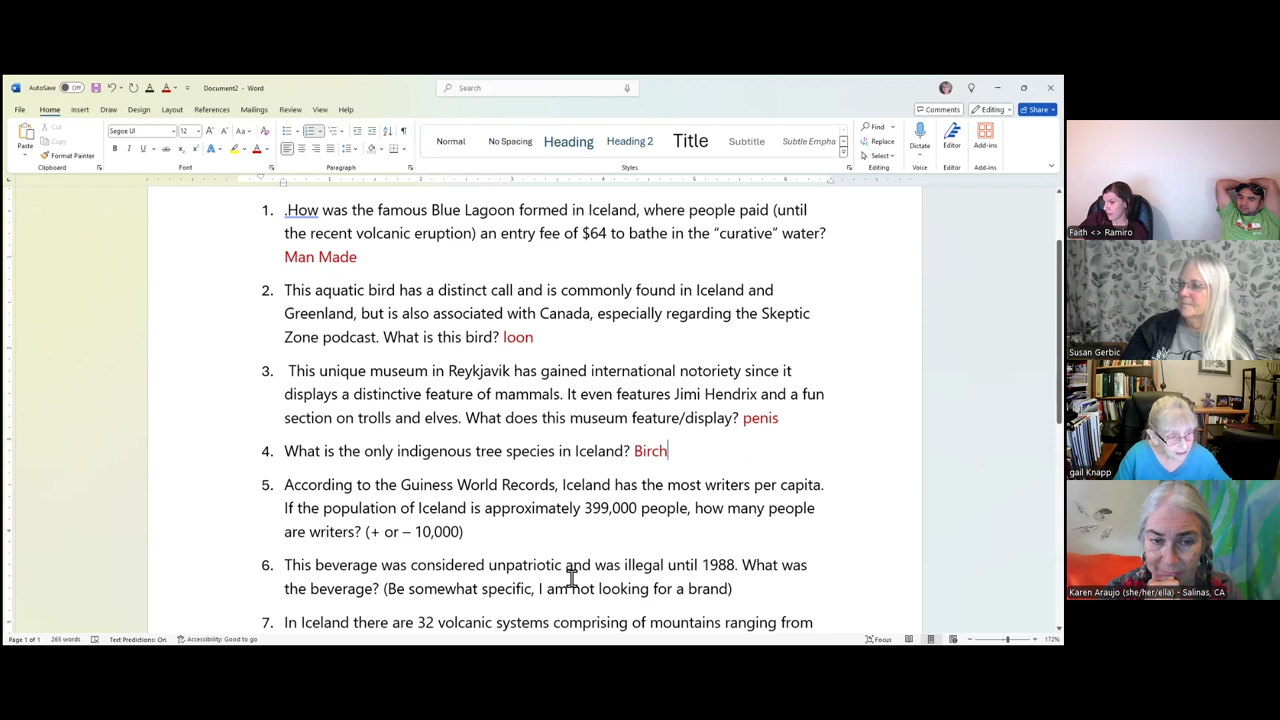 AutoSave Off Document2 - Word Search
File Home Insert Draw Design Layout References Mailings Review View Help Comments Editing Share
Paste Cut Copy Format Painter
Segoe UI 12
Normal No Spacing Heading Heading 2 Title Subtitle Subtle Empha
Find Replace Select Dictate Editor Add-ins
Clipboard Font Paragraph Styles Editing Voice Editor Add-ins
1. .How was the famous Blue Lagoon formed in Iceland, where people paid (until
the recent volcanic eruption) an entry fee of $64 to bathe in the “curative” water?
Man Made
2. This aquatic bird has a distinct call and is commonly found in Iceland and
Greenland, but is also associated with Canada, especially regarding the Skeptic
Zone podcast. What is this bird? loon
3. This unique museum in Reykjavik has gained international notoriety since it
displays a distinctive feature of mammals. It even features Jimi Hendrix and a fun
section on trolls and elves. What does this museum feature/display? penis
4. What is the only indigenous tree species in Iceland? Birch
5. According to the Guiness World Records, Iceland has the most writers per capita.
If the population of Iceland is approximately 399,000 people, how many people
are writers? (+ or – 10,000)
6. This beverage was considered unpatriotic and was illegal until 1988. What was
the beverage? (Be somewhat specific, I am not looking for a brand)
7. In Iceland there are 32 volcanic systems comprising of mountains ranging from
Page 1 of 1 265 words Text Predictions: On Accessibility: Good to go Focus 172%
Faith <> Ramiro
Susan Gerbic
gail Knapp
Karen Araujo (she/her/ella) - Salinas, CA